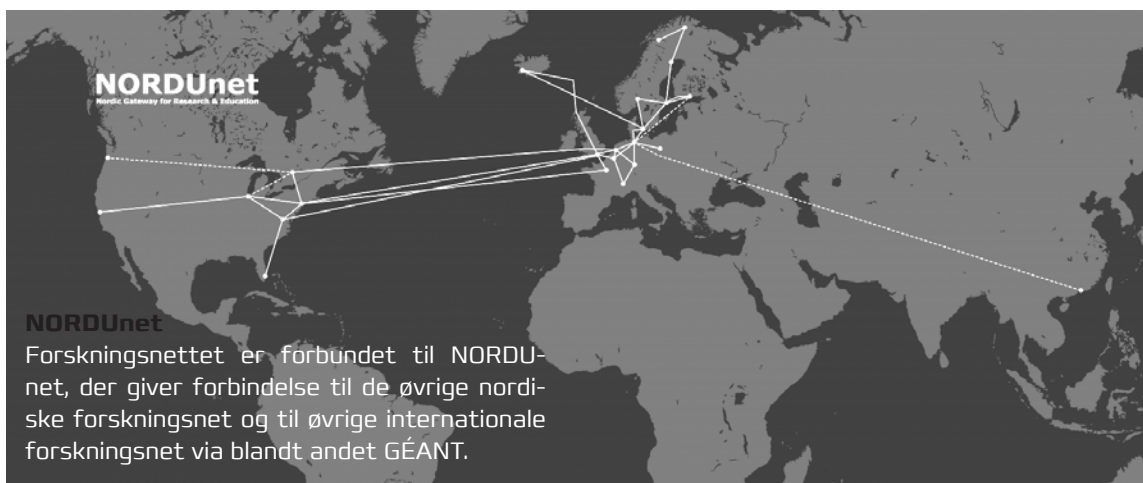 NORDUnet
Nordic Gateway for Research & Education
NORDUnet
Forskningsnettet er forbundet til NORDU-
net, der giver forbindelse til de øvrige nordi-
ske forskningsnet og til øvrige internationale
forskningsnet via blandt andet GÉANT.